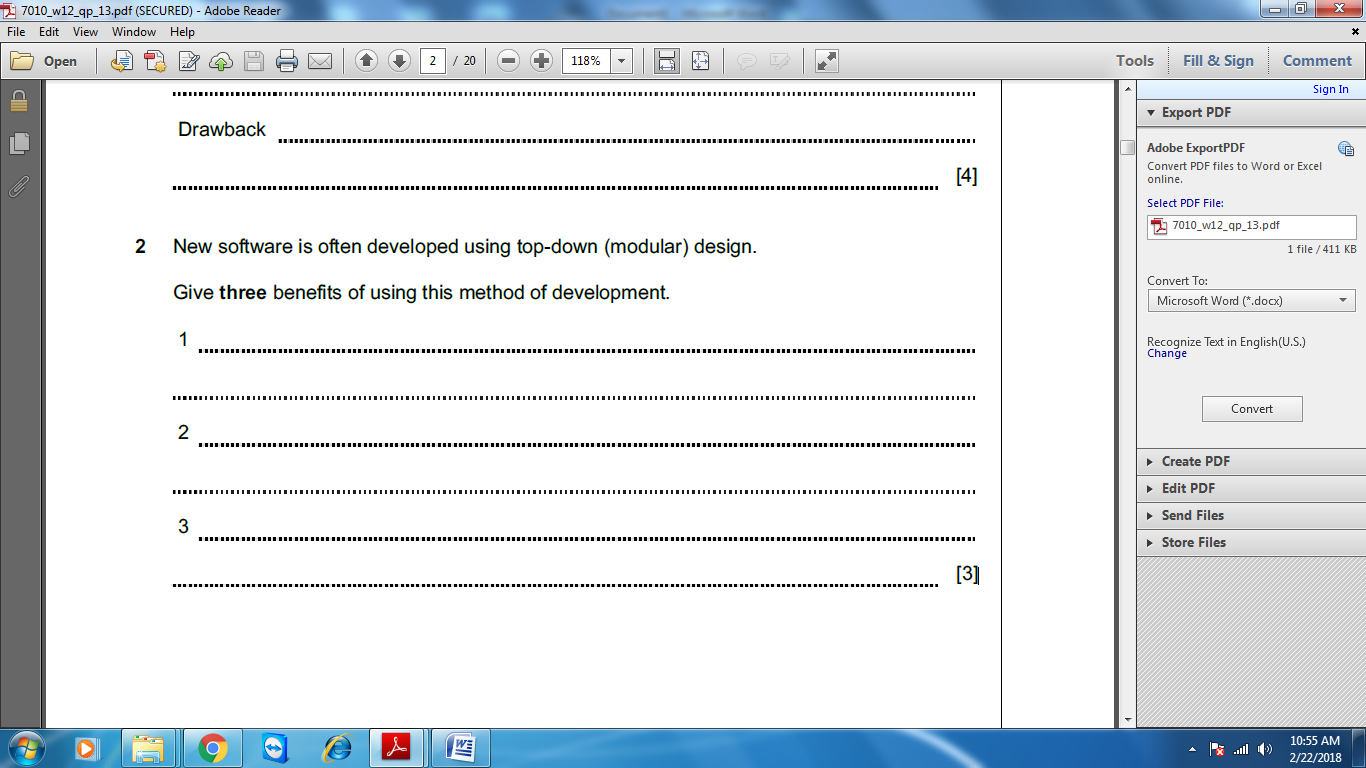 7010_w12_qp_13.pdf (SECURED) - Adobe Reader
File Edit View Window Help
Open 2 / 20 118% Tools Fill & Sign Comment
Sign In
Export PDF
Adobe ExportPDF
Convert PDF files to Word or Excel
online.
Select PDF File:
7010_w12_qp_13.pdf
1 file / 411 KB
Convert To:
Microsoft Word (*.docx)
Recognize Text in English(U.S.)
Change
Convert
Create PDF
Edit PDF
Send Files
Store Files
Drawback
[4]
2 New software is often developed using top-down (modular) design.
Give three benefits of using this method of development.
1
2
3
[3]
10:55 AM
2/22/2018